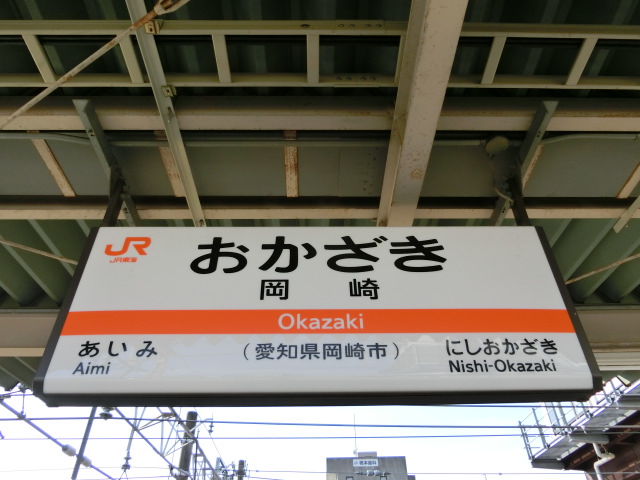 JR
JR東海
おかざき
岡崎
Okazaki
あいみ
Aimi
(愛知県岡崎市)
にしおかざき
Nishi-Okazaki